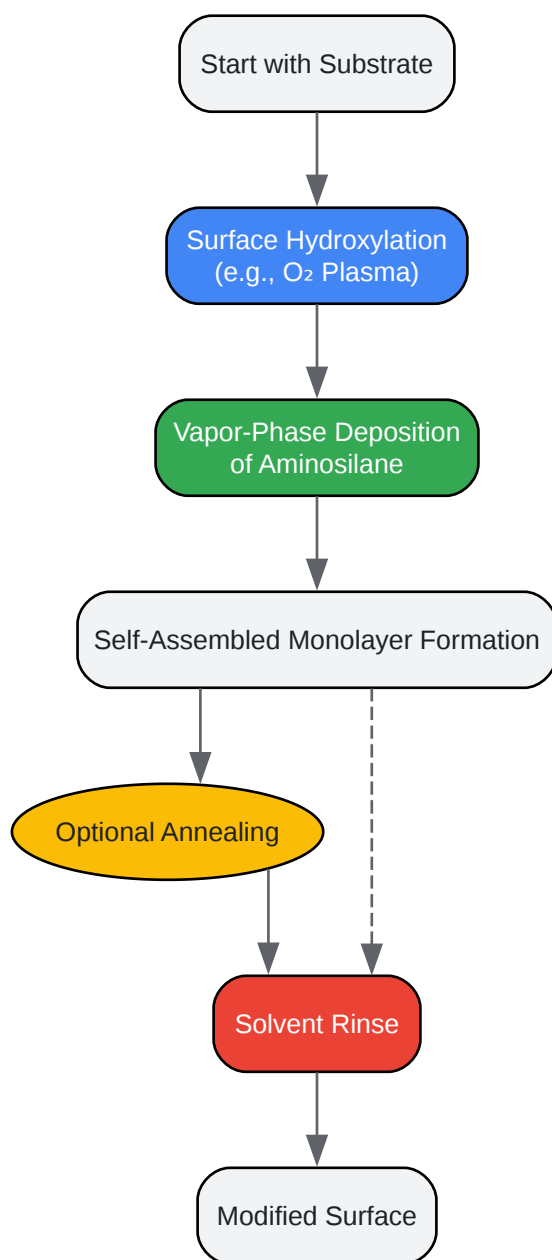 Start with Substrate
Surface Hydroxylation
(e.g., O₂ Plasma)
Vapor-Phase Deposition
of Aminosilane
Self-Assembled Monolayer Formation
Optional Annealing
Solvent Rinse
Modified Surface